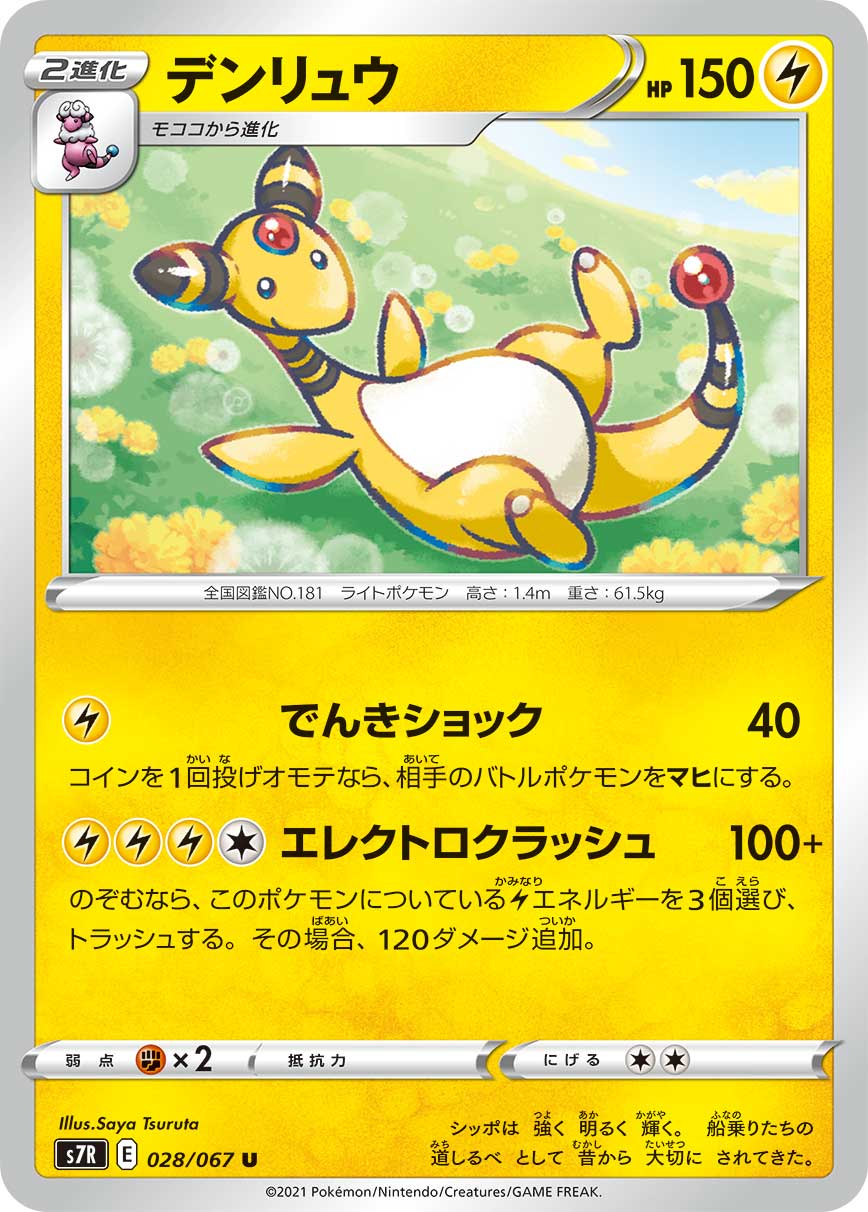 2進化 デンリュウ HP 150
モココから進化
全国図鑑NO.181 ライトポケモン 高さ:1.4m 重さ:61.5kg
でんきショック 40
コインを1回投げオモテなら、相手のバトルポケモンをマヒにする。
エレクトロクラッシュ 100+
のぞむなら、このポケモンについているエネルギーを3個選び、
トラッシュする。その場合、120ダメージ追加。
弱点 ×2 抵抗力 にげる
Illus.Saya Tsuruta
s7R E 028/067 U
シッポは 強く 明るく 輝く。 船乗りたちの
道しるべ として 昔から 大切に されてきた。
©2021 Pokémon/Nintendo/Creatures/GAME FREAK.